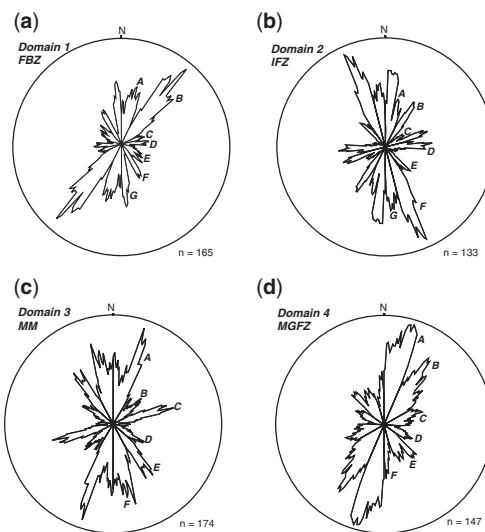 (a)
Domain 1
FBZ
N
A
B
C
D
E
F
G
n = 165
(b)
Domain 2
IFZ
N
A
B
C
D
E
F
G
n = 133
(c)
Domain 3
MM
N
A
B
C
D
E
F
n = 174
(d)
Domain 4
MGFZ
N
A
B
C
D
E
F
n = 147